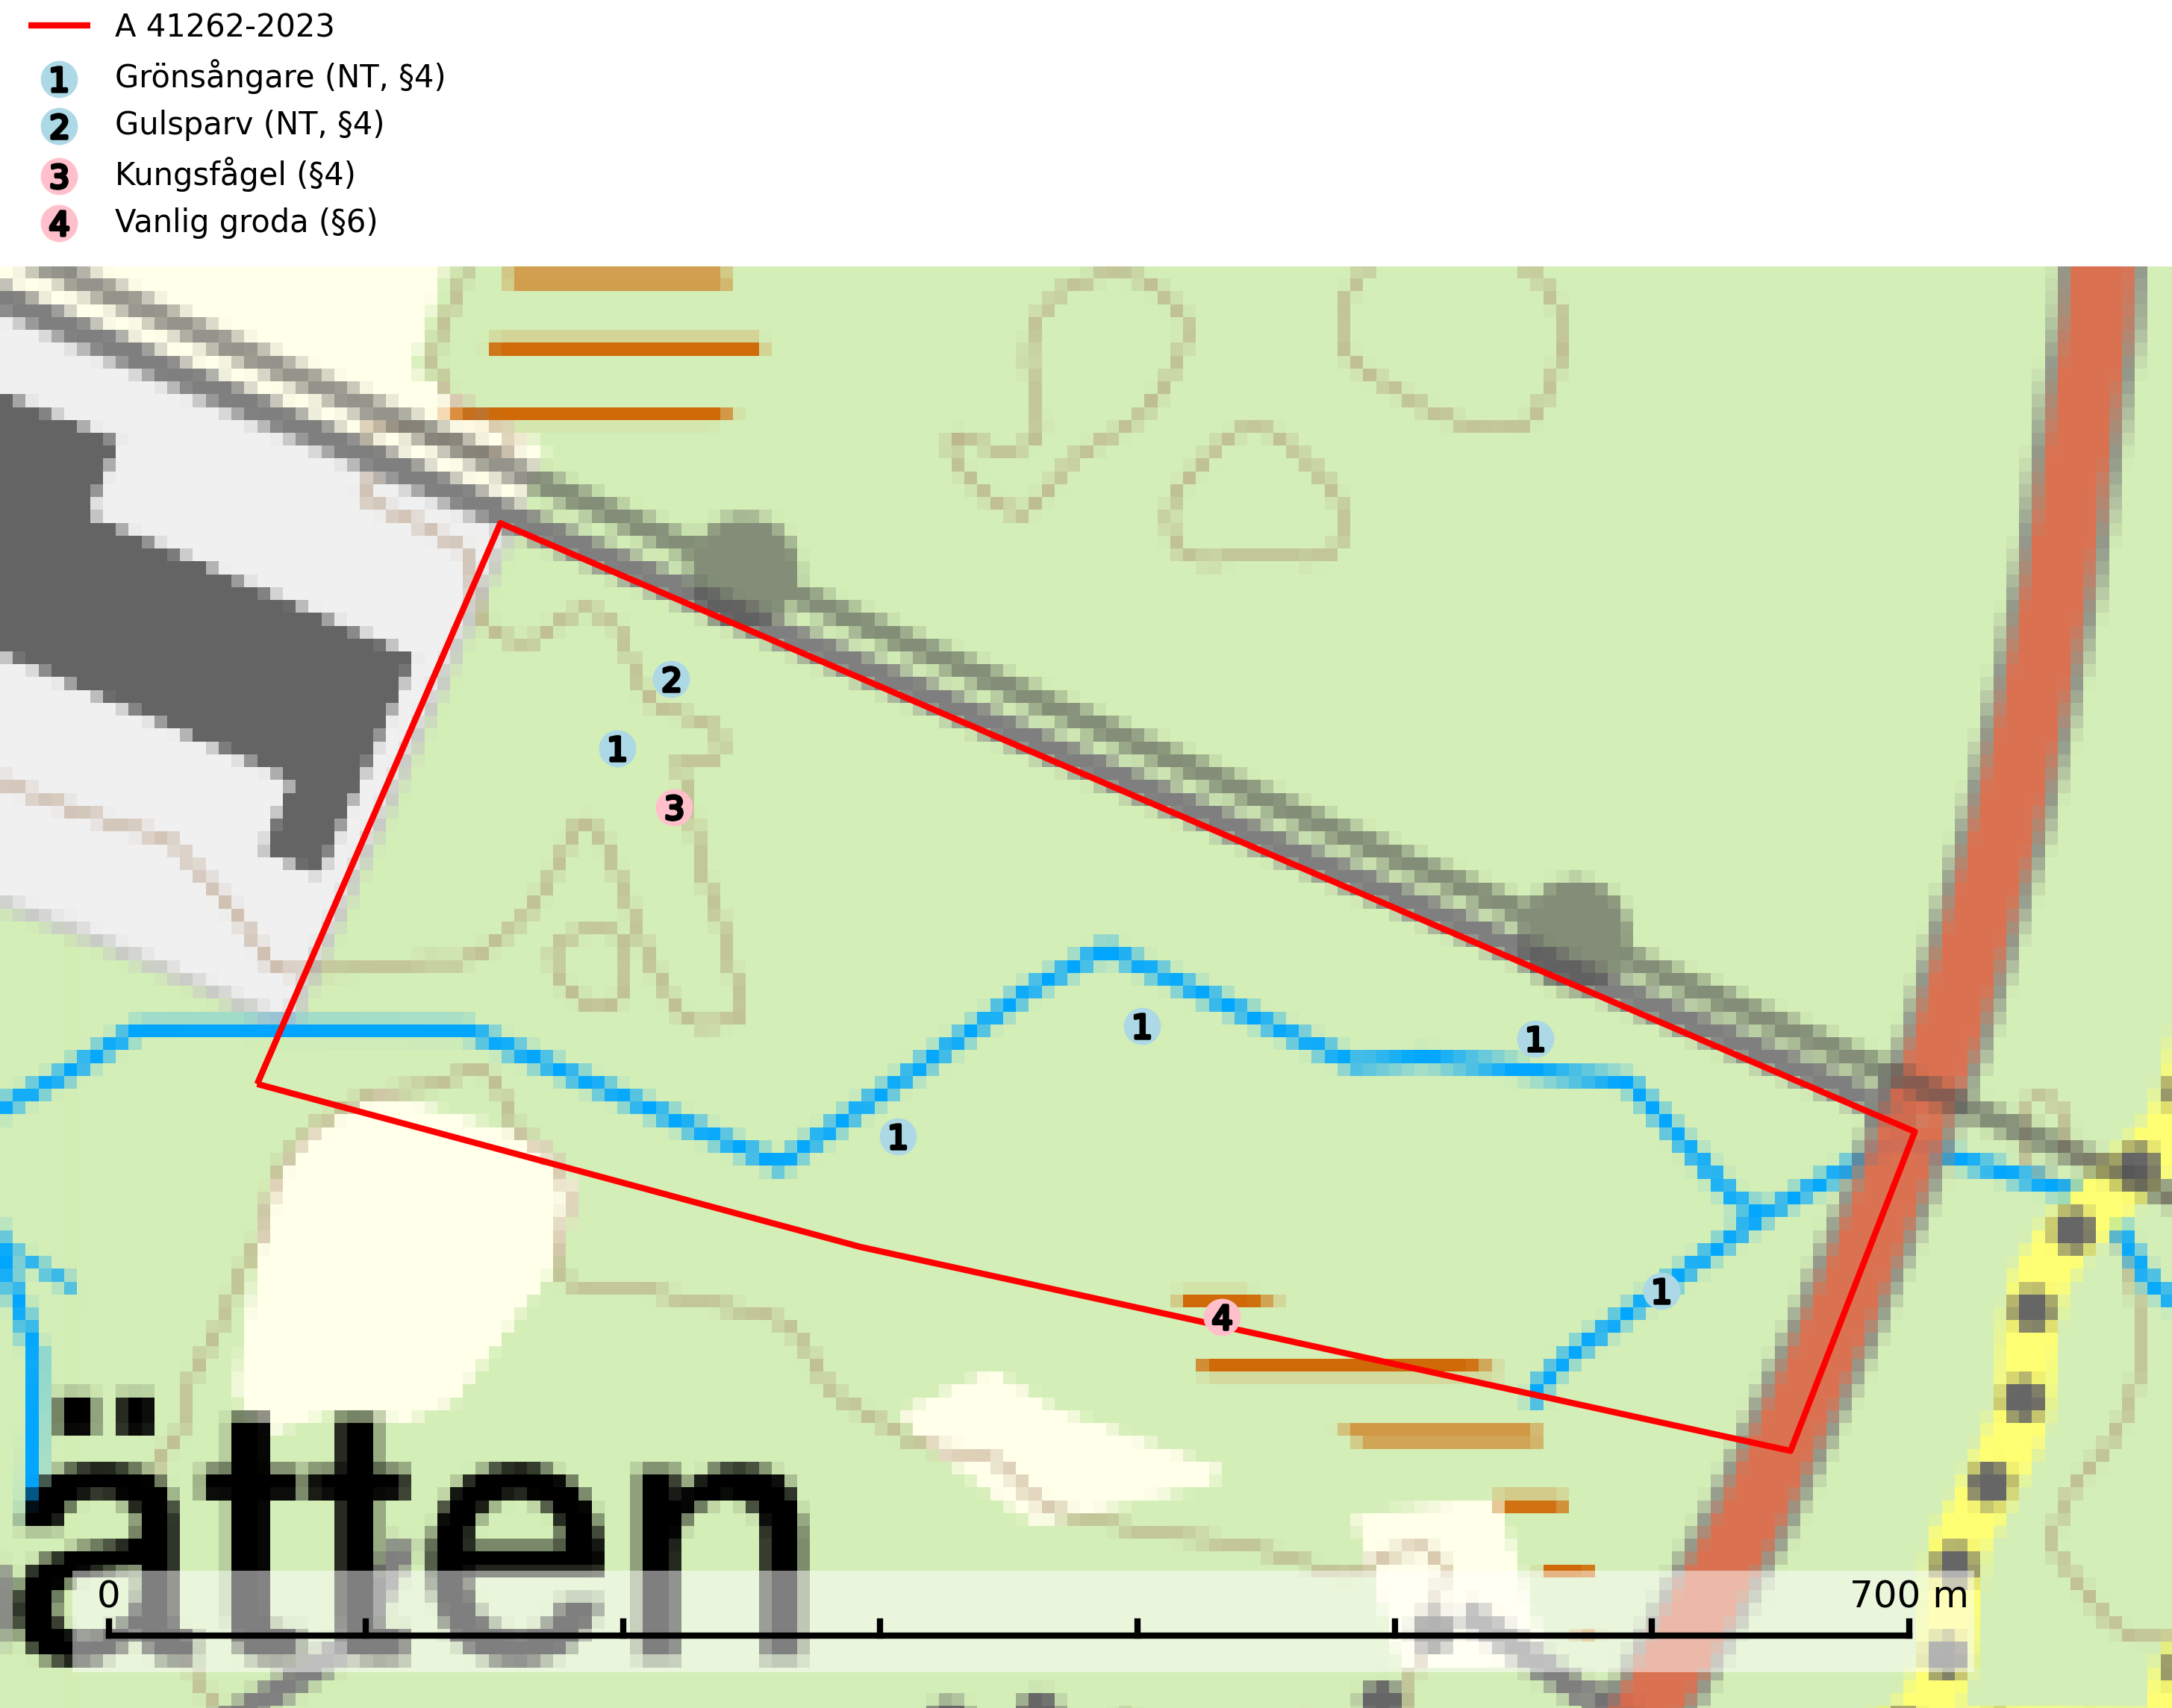 A 41262-2023
1 Grönsångare (NT, §4)
2 Gulsparv (NT, §4)
3 Kungsfågel (§4)
4 Vanlig groda (§6)
2
1
3
1
1
1
1
4
ätten
0 700 m